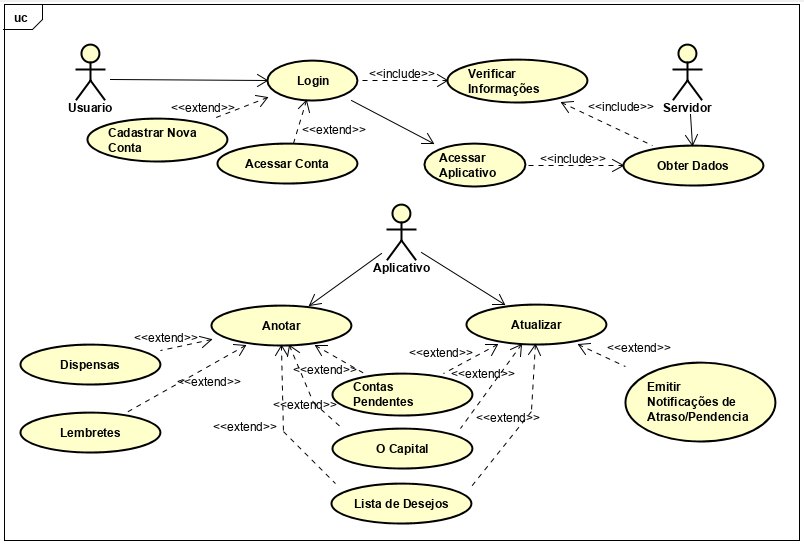 uc
Usuario
Login
<<include>>
Verificar
Informações
Servidor
<<extend>>
<<include>>
Cadastrar Nova
Conta
<<extend>>
Acessar Conta
Acessar
Aplicativo
<<include>>
Obter Dados
Aplicativo
Anotar
Atualizar
<<extend>>
<<extend>>
<<extend>>
Dispensas
<<extend>>
<<extend>>
Contas
Pendentes
Emitir
Notificações de
Atraso/Pendencia
<<extend>>
<<extend>>
<<extend>>
Lembretes
O Capital
Lista de Desejos